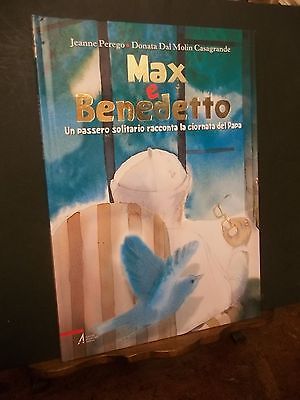 Jeanne Perego • Donata Dal Molin Casagrande
Max
e
Benedetto
Un passero solitario racconta la giornata del Papa